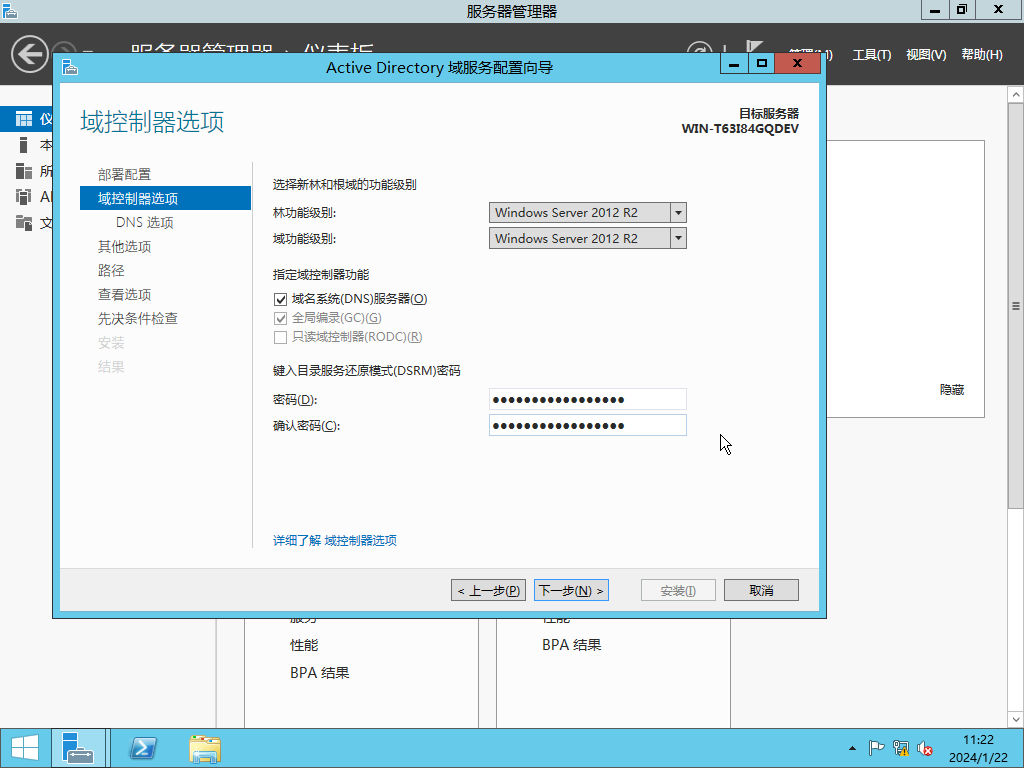 服务器管理器
服务器管理器 · 仪表板
管理(M)
工具(T)
视图(V)
帮助(H)
Active Directory 域服务配置向导
域控制器选项
目标服务器
WIN-T63I84GQDEV
仪
本
所
AI
文
部署配置
域控制器选项
DNS 选项
其他选项
路径
查看选项
先决条件检查
安装
结果
选择新林和根域的功能级别
林功能级别:
Windows Server 2012 R2
域功能级别:
Windows Server 2012 R2
指定域控制器功能
域名系统(DNS)服务器(O)
全局编录(GC)(G)
只读域控制器(RODC)(R)
键入目录服务还原模式(DSRM)密码
密码(D):
●●●●●●●●●●●●●●●●●
确认密码(C):
●●●●●●●●●●●●●●●●●
详细了解 域控制器选项
隐藏
< 上一步(P)
下一步(N) >
安装(I)
取消
服务
性能
BPA 结果
性能
BPA 结果
11:22
2024/1/22